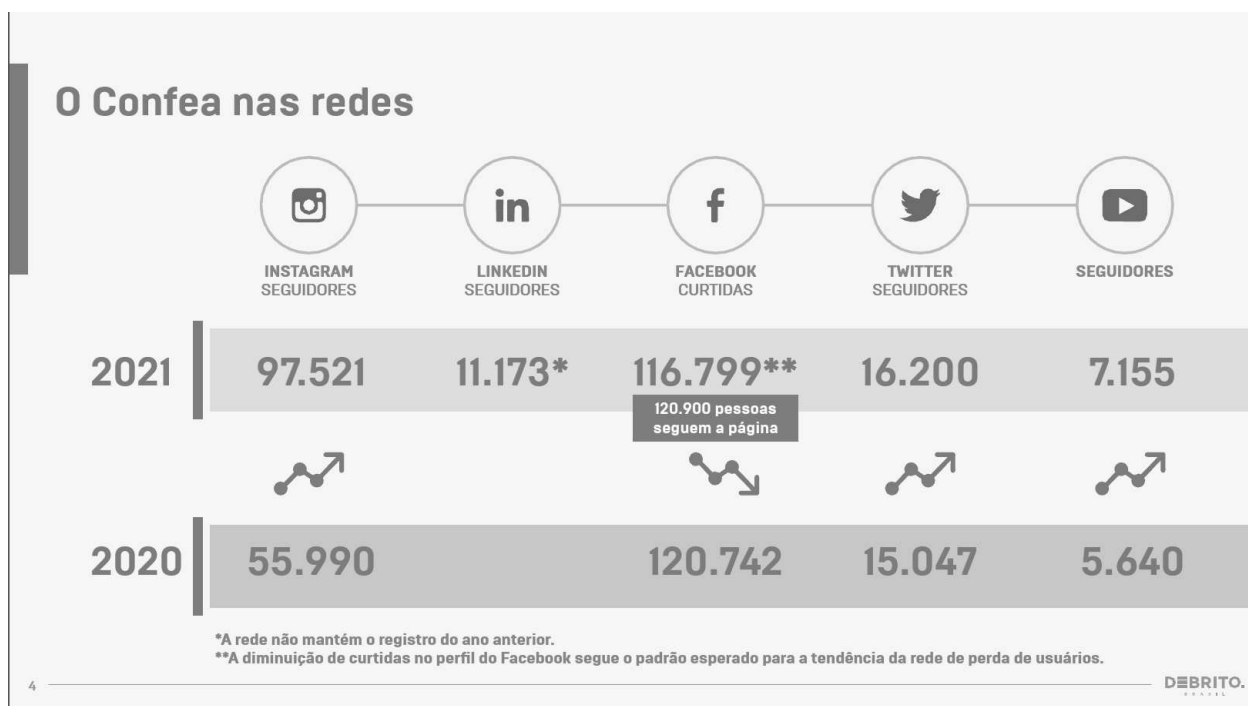 O Confea nas redes
INSTAGRAM
SEGUIDORES
LINKEDIN
SEGUIDORES
FACEBOOK
CURTIDAS
TWITTER
SEGUIDORES
SEGUIDORES
2021 97.521 11.173* 116.799** 16.200 7.155
120.900 pessoas
seguem a página
2020 55.990 120.742 15.047 5.640
*A rede não mantém o registro do ano anterior.
**A diminuição de curtidas no perfil do Facebook segue o padrão esperado para a tendência da rede de perda de usuários.
4
DEBRITO.
BRASIL